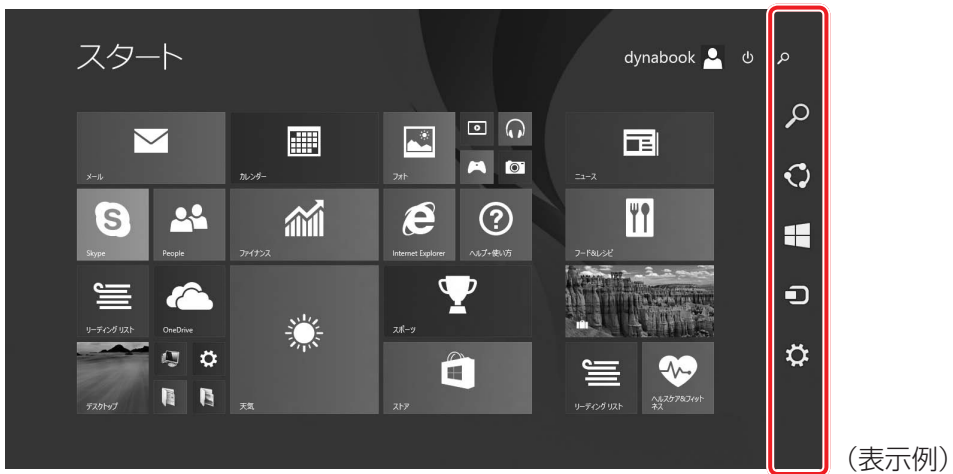 スタート
dynabook
メール
カレンダー
フォト
ニュース
Skype
People
ファイナンス
Internet Explorer
ヘルプ+使い方
フード&レシピ
リーディング リスト
OneDrive
スポーツ
デスクトップ
天気
ストア
リーディング リスト
ヘルスケア&フィット
ネス
(表示例)